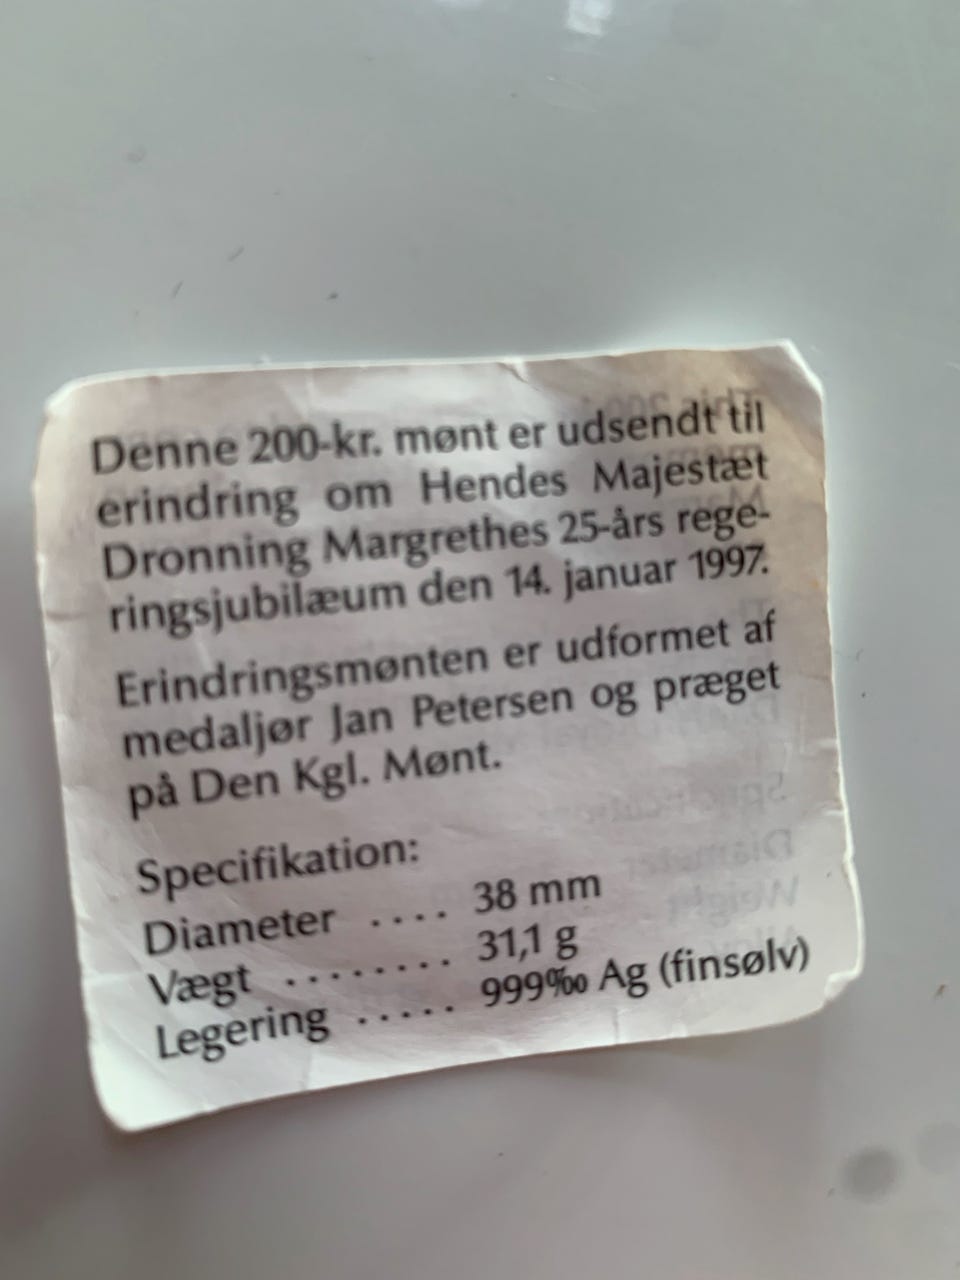 Denne 200-kr. mønt er udsendt til
erindring om Hendes Majestæt
Dronning Margrethes 25-års rege-
ringsjubilæum den 14. januar 1997.
Erindringsmønten er udformet af
medaljør Jan Petersen og præget
på Den Kgl. Mønt.
Specifikation:
Diameter .... 38 mm
Vægt ........ 31,1 g
Legering ..... 999‰ Ag (finsølv)